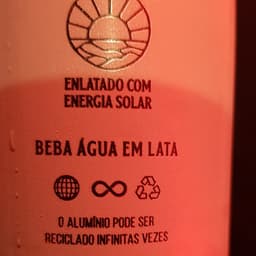 ENLATADO COM
ENERGIA SOLAR
BEBA ÁGUA EM LATA
O ALUMÍNIO PODE SER
RECICLADO INFINITAS VEZES